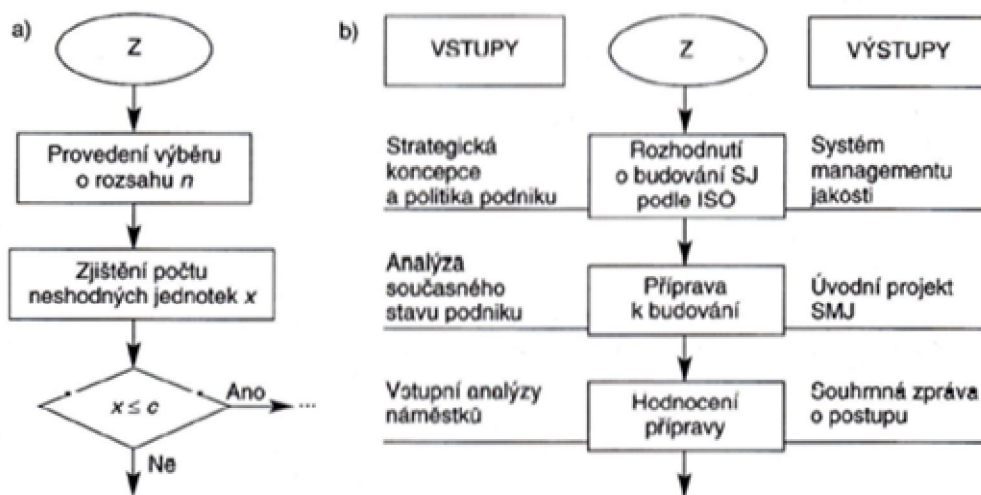 a)
Z
Provedení výběru
o rozsahu n
Zjištění počtu
neshodných jednotek x
x ≤ c
Ano
...
Ne
b)
VSTUPY
Z
VÝSTUPY
Strategická
koncepce
a politika podniku
Rozhodnutí
o budování SJ
podle ISO
Systém
managementu
jakosti
Analýza
současného
stavu podniku
Příprava
k budování
Úvodní projekt
SMJ
Vstupní analýzy
náměstků
Hodnocení
přípravy
Souhrnná zpráva
o postupu